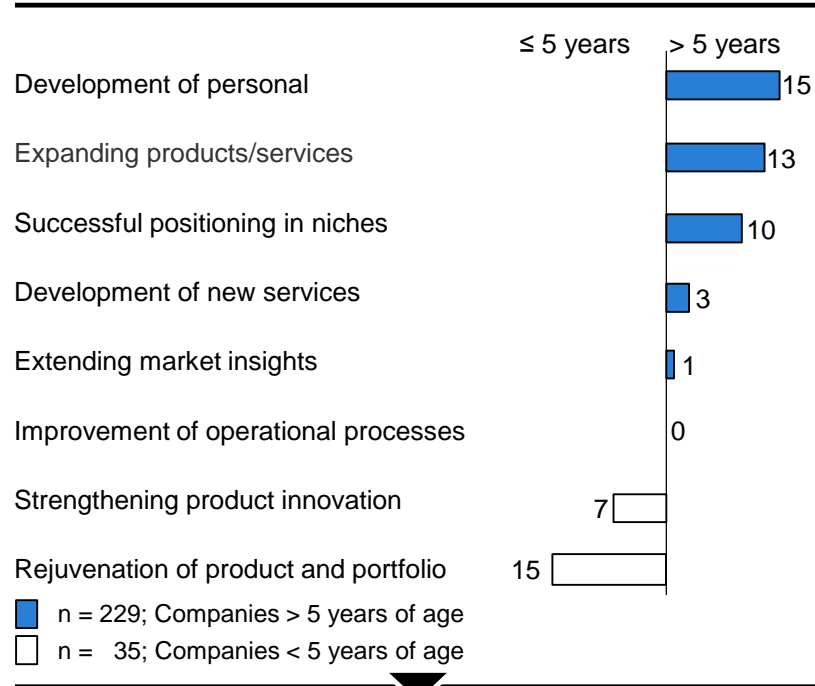 ≤ 5 years > 5 years
Development of personal 15
Expanding products/services 13
Successful positioning in niches 10
Development of new services 3
Extending market insights 1
Improvement of operational processes 0
Strengthening product innovation 7
Rejuvenation of product and portfolio 15
n = 229; Companies > 5 years of age
n = 35; Companies < 5 years of age